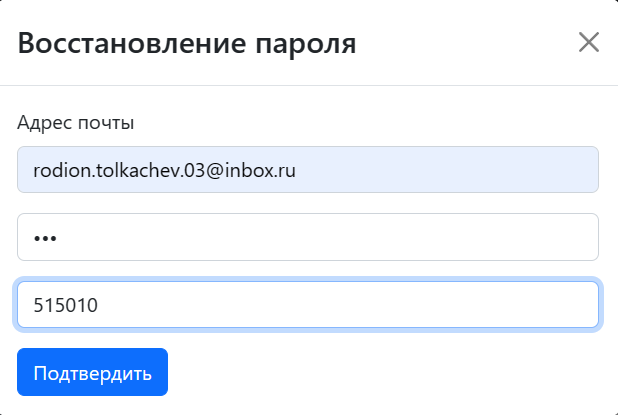 Восстановление пароля
Адрес почты
rodion.tolkachev.03@inbox.ru
•••
515010
Подтвердить